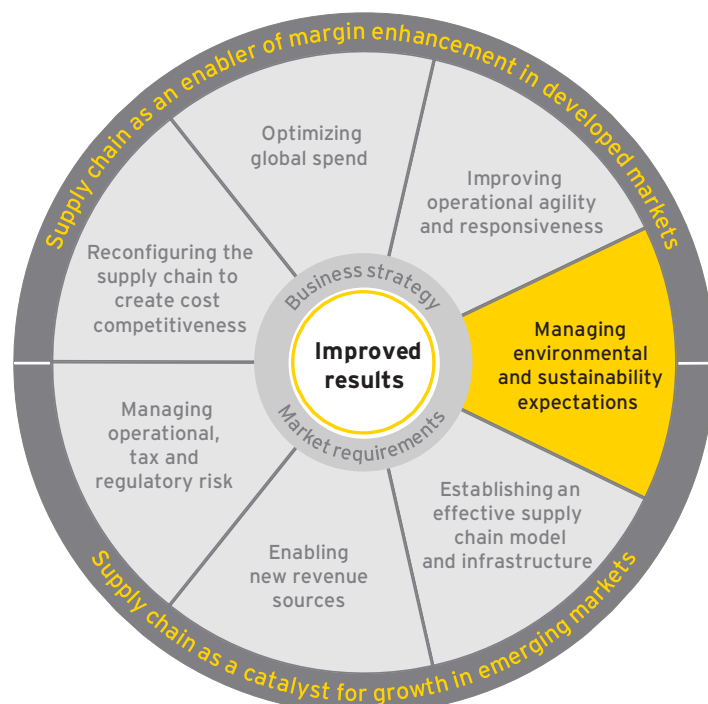 Supply chain as an enabler of margin enhancement in developed markets
Optimizing
global spend
Improving
operational agility
and responsiveness
Reconfiguring the
supply chain to
create cost
competitiveness
Business strategy
Improved
results
Market requirements
Managing
environmental
and sustainability
expectations
Managing
operational,
tax and
regulatory risk
Enabling
new revenue
sources
Establishing an
effective supply
chain model
and infrastructure
Supply chain as a catalyst for growth in emerging markets